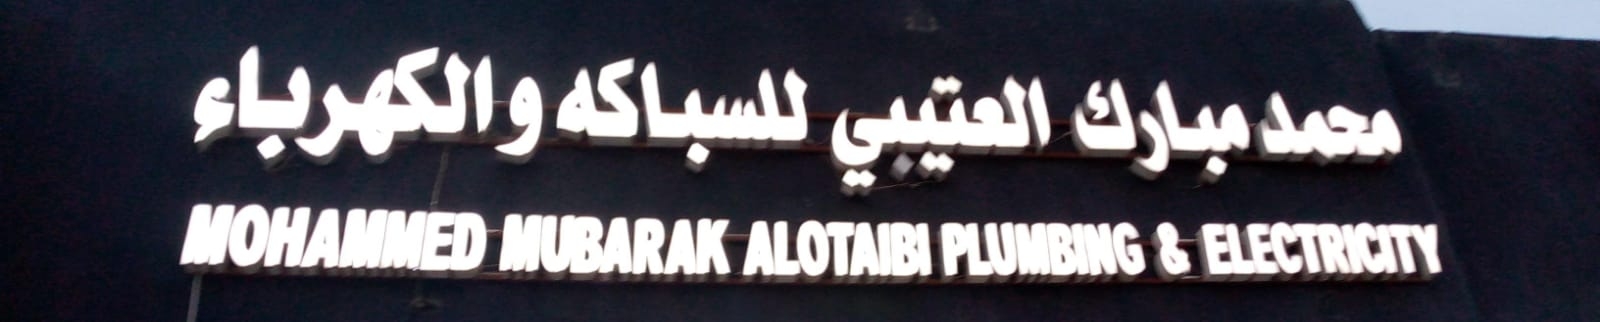 محمد مبارك العتيبي للسباكه والكهرباء
MOHAMMED MUBARAK ALOTAIBI PLUMBING & ELECTRICITY